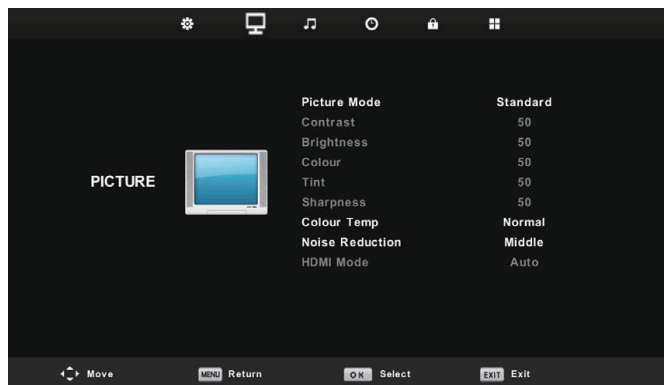 Picture Mode Standard
Contrast 50
Brightness 50
Colour 50
PICTURE
Tint 50
Sharpness 50
Colour Temp Normal
Noise Reduction Middle
HDMI Mode Auto
Move MENU Return OK Select EXIT Exit